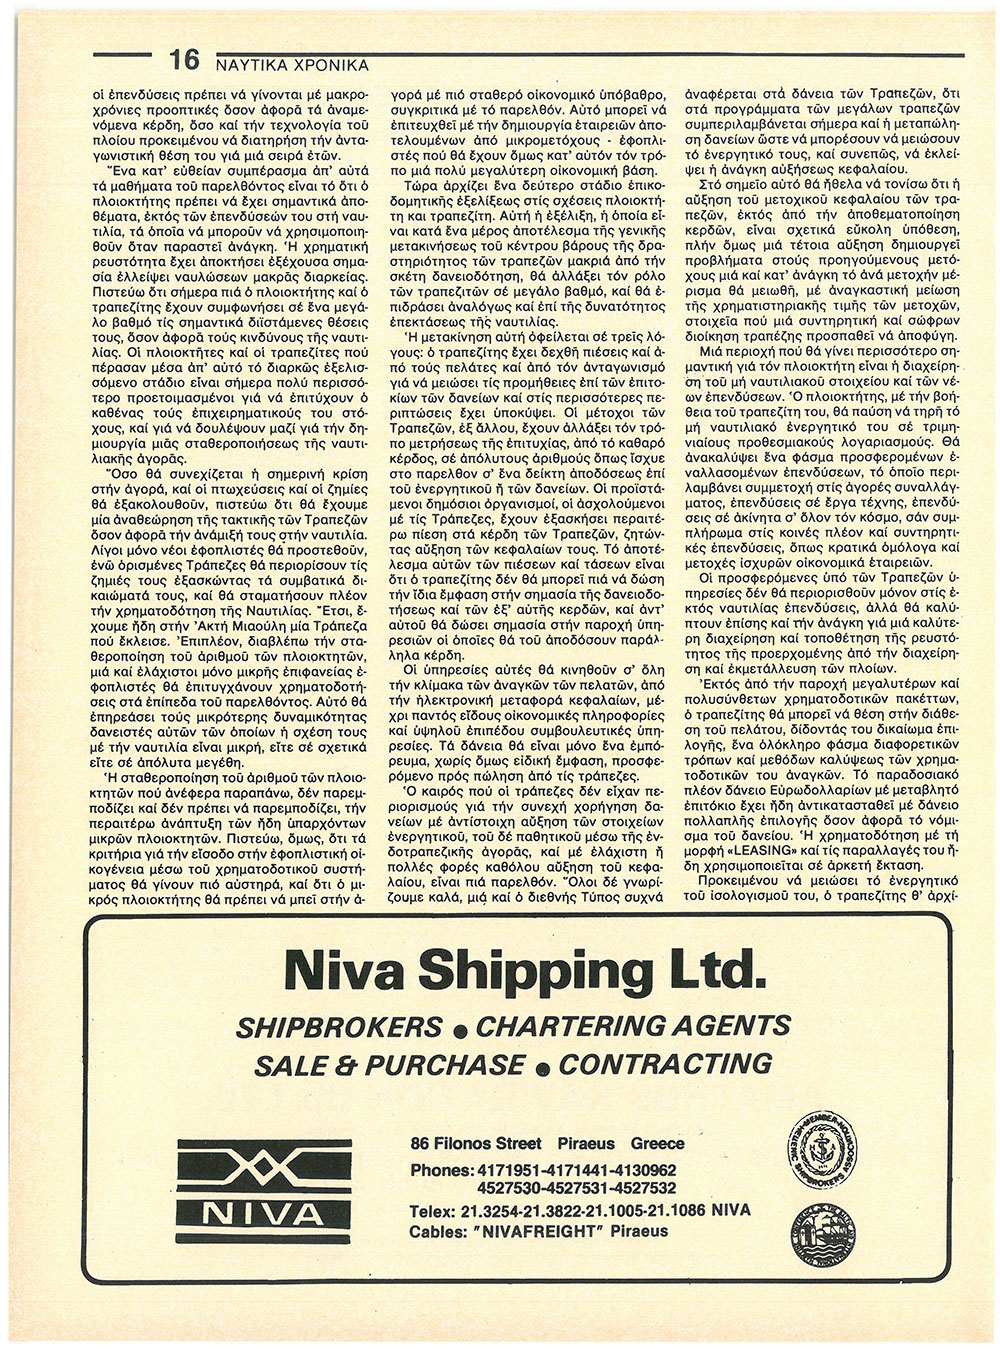 16 ΝΑΥΤΙΚΑ ΧΡΟΝΙΚΑ
οἱ ἐπενδύσεις πρέπει νά γίνονται μέ μακρο-
χρόνιες προοπτικές ὅσον ἀφορᾶ τά ἀναμε-
νόμενα κέρδη, ὅσο καί τήν τεχνολογία τοῦ
πλοίου προκειμένου νά διατηρήση τήν ἀντα-
γωνιστική θέση του γιά μιά σειρά ἐτῶν.
Ἕνα κατ' εὐθείαν συμπέρασμα ἀπ' αὐτά
τά μαθήματα τοῦ παρελθόντος εἶναι τό ὅτι ὁ
πλοιοκτήτης πρέπει νά ἔχει σημαντικά ἀπο-
θέματα, ἐκτός τῶν ἐπενδύσεών του στή ναυ-
τιλία, τά ὁποῖα νά μποροῦν νά χρησιμοποιη-
θοῦν ὅταν παραστεῖ ἀνάγκη. Ἡ χρηματική
ρευστότητα ἔχει ἀποκτήσει ἐξέχουσα σημα-
σία ἐλλείψει ναυλώσεων μακρᾶς διαρκείας.
Πιστεύω ὅτι σήμερα πιά ὁ πλοιοκτήτης καί ὁ
τραπεζίτης ἔχουν συμφωνήσει σέ ἕνα μεγά-
λο βαθμό τίς σημαντικά διϊστάμενες θέσεις
τους, ὅσον ἀφορᾶ τούς κινδύνους τῆς ναυτι-
λίας. Οἱ πλοιοκτῆτες καί οἱ τραπεζίτες πού
πέρασαν μέσα ἀπ' αὐτό τό διαρκῶς ἐξελισ-
σόμενο στάδιο εἶναι σήμερα πολύ περισσό-
τερο προετοιμασμένοι γιά νά ἐπιτύχουν ὁ
καθένας τούς ἐπιχειρηματικούς του στό-
χους, καί γιά νά δουλέψουν μαζί γιά τήν δη-
μιουργία μιᾶς σταθεροποιήσεως τῆς ναυτι-
λιακῆς ἀγορᾶς.
Ὅσο θά συνεχίζεται ἡ σημερινή κρίση
στήν ἀγορά, καί οἱ πτωχεύσεις καί οἱ ζημίες
θά ἐξακολουθοῦν, πιστεύω ὅτι θά ἔχουμε
μία ἀναθεώρηση τῆς τακτικῆς τῶν Τραπεζῶν
ὅσον ἀφορᾶ τήν ἀνάμιξή τους στήν ναυτιλία.
Λίγοι μόνο νέοι ἐφοπλιστές θά προστεθοῦν,
ἐνῶ ὁρισμένες Τράπεζες θά περιορίσουν τίς
ζημιές τους ἐξασκώντας τά συμβατικά δι-
καιώματά τους, καί θά σταματήσουν πλέον
τήν χρηματοδότηση τῆς Ναυτιλίας. Ἔτσι, ἔ-
χουμε ἤδη στήν Ἀκτή Μιαούλη μία Τράπεζα
πού ἔκλεισε. Ἐπιπλέον, διαβλέπω τήν στα-
θεροποίηση τοῦ ἀριθμοῦ τῶν πλοιοκτητῶν,
μιά καί ἐλάχιστοι μόνο μικρῆς ἐπιφανείας ἐ-
φοπλιστές θά ἐπιτυγχάνουν χρηματοδοτή-
σεις στά ἐπίπεδα τοῦ παρελθόντος. Αὐτό θά
ἐπηρεάσει τούς μικρότερης δυναμικότητας
δανειστές αὐτῶν τῶν ὁποίων ἡ σχέση τους
μέ τήν ναυτιλία εἶναι μικρή, εἴτε σέ σχετικά
εἴτε σέ ἀπόλυτα μεγέθη.
Ἡ σταθεροποίηση τοῦ ἀριθμοῦ τῶν πλοιο-
κτητῶν πού ἀνέφερα παραπάνω, δέν παρεμ-
ποδίζει καί δέν πρέπει νά παρεμποδίζει, τήν
περαιτέρω ἀνάπτυξη τῶν ἤδη ὑπαρχόντων
μικρῶν πλοιοκτητῶν. Πιστεύω, ὅμως, ὅτι τά
κριτήρια γιά τήν εἴσοδο στήν ἐφοπλιστική οἰ-
κογένεια μέσω τοῦ χρηματοδοτικοῦ συστή-
ματος θά γίνουν πιό αὐστηρά, καί ὅτι ὁ μι-
κρός πλοιοκτήτης θά πρέπει νά μπεῖ στήν ἀ-
γορά μέ πιό σταθερό οἰκονομικό ὑπόβαθρο,
συγκριτικά μέ τό παρελθόν. Αὐτό μπορεῖ νά
ἐπιτευχθεῖ μέ τήν δημιουργία ἑταιρειῶν ἀπο-
τελουμένων ἀπό μικρομετόχους - ἐφοπλι-
στές πού θά ἔχουν ὅμως κατ' αὐτόν τόν τρό-
πο μιά πολύ μεγαλύτερη οἰκονομική βάση.
Τώρα ἀρχίζει ἕνα δεύτερο στάδιο ἐπικο-
δομητικῆς ἐξελίξεως στίς σχέσεις πλοιοκτή-
τη και τραπεζίτη. Αὐτή ἡ ἐξέλιξη, ἡ ὁποία εἶ-
ναι κατά ἕνα μέρος ἀποτέλεσμα τῆς γενικῆς
μετακινήσεως τοῦ κέντρου βάρους τῆς δρα-
στηριότητος τῶν τραπεζῶν μακριά ἀπό τήν
σκέτη δανειοδότηση, θά ἀλλάξει τόν ρόλο
τῶν τραπεζιτῶν σέ μεγάλο βαθμό, καί θά ἐ-
πιδράσει ἀναλόγως καί ἐπί τῆς δυνατότητος
ἐπεκτάσεως τῆς ναυτιλίας.
Ἡ μετακίνηση αὐτή ὀφείλεται σέ τρεῖς λό-
γους: ὁ τραπεζίτης ἔχει δεχθῆ πιέσεις καί ἀ-
πό τούς πελάτες καί ἀπό τόν ἀνταγωνισμό
γιά νά μειώσει τίς προμήθειες ἐπί τῶν ἐπιτο-
κίων τῶν δανείων καί στίς περισσότερες πε-
ριπτώσεις ἔχει ὑποκύψει. Οἱ μέτοχοι τῶν
Τραπεζῶν, ἐξ ἄλλου, ἔχουν ἀλλάξει τόν τρό-
πο μετρήσεως τῆς ἐπιτυχίας, ἀπό τό καθαρό
κέρδος, σέ ἀπόλυτους ἀριθμούς ὅπως ἴσχυε
στο παρελθον σ' ἕνα δείκτη ἀποδόσεως ἐπί
τοῦ ἐνεργητικοῦ ἤ τῶν δανείων. Οἱ προϊστά-
μενοι δημόσιοι ὀργανισμοί, οἱ ἀσχολούμενοι
μέ τίς Τράπεζες, ἔχουν ἐξασκήσει περαιτέ-
ρω πίεση στά κέρδη τῶν Τραπεζῶν, ζητών-
τας αὔξηση τῶν κεφαλαίων τους. Τό ἀποτέ-
λεσμα αὐτῶν τῶν πιέσεων καί τάσεων εἶναι
ὅτι ὁ τραπεζίτης δέν θά μπορεῖ πιά νά δώση
τήν ἴδια ἔμφαση στήν σημασία τῆς δανειοδο-
τήσεως καί τῶν ἐξ' αὐτῆς κερδῶν, καί ἀντ'
αὐτοῦ θά δώσει σημασία στήν παροχή ὑπη-
ρεσιῶν οἱ ὁποῖες θά τοῦ ἀποδόσουν παράλ-
ληλα κέρδη.
Οἱ ὑπηρεσίες αὐτές θά κινηθοῦν σ' ὅλη
τήν κλίμακα τῶν ἀναγκῶν τῶν πελατῶν, ἀπό
τήν ἠλεκτρονική μεταφορά κεφαλαίων, μέ-
χρι παντός εἴδους οἰκονομικές πληροφορίες
καί ὑψηλοῦ ἐπιπέδου συμβουλευτικές ὑπη-
ρεσίες. Τά δάνεια θά εἶναι μόνο ἕνα ἐμπό-
ρευμα, χωρίς ὅμως εἰδική ἔμφαση, προσφε-
ρόμενο πρός πώληση ἀπό τίς τράπεζες.
Ὁ καιρός πού οἱ τράπεζες δέν εἶχαν πε-
ριορισμούς γιά τήν συνεχή χορήγηση δα-
νείων μέ ἀντίστοιχη αὔξηση τῶν στοιχείων
ἐνεργητικοῦ, τοῦ δέ παθητικοῦ μέσω τῆς ἐν-
δοτραπεζικῆς ἀγορᾶς, καί μέ ἐλάχιστη ἤ
πολλές φορές καθόλου αὔξηση τοῦ κεφα-
λαίου, εἶναι πιά παρελθόν. Ὅλοι δέ γνωρί-
ζουμε καλά, μιά καί ὁ διεθνής Τύπος συχνά
ἀναφέρεται στά δάνεια τῶν Τραπεζῶν, ὅτι
στά προγράμματα τῶν μεγάλων τραπεζῶν
συμπεριλαμβάνεται σήμερα καί ἡ μεταπώλη-
ση δανείων ὥστε νά μπορέσουν νά μειώσουν
τό ἐνεργητικό τους, καί συνεπῶς, νά ἐκλεί-
ψει ἡ ἀνάγκη αὐξήσεως κεφαλαίου.
Στό σημεῖο αὐτό θά ἤθελα νά τονίσω ὅτι ἡ
αὔξηση τοῦ μετοχικοῦ κεφαλαίου τῶν τρα-
πεζῶν, ἐκτός ἀπό τήν ἀποθεματοποίηση
κερδῶν, εἶναι σχετικά εὔκολη ὑπόθεση,
πλήν ὅμως μιά τέτοια αὔξηση δημιουργεῖ
προβλήματα στούς προηγούμενους μετό-
χους μιά καί κατ' ἀνάγκη τό ἀνά μετοχήν μέ-
ρισμα θά μειωθῆ, μέ ἀναγκαστική μείωση
τῆς χρηματιστηριακῆς τιμῆς τῶν μετοχῶν,
στοιχεῖα πού μιά συντηρητική καί σώφρων
διοίκηση τραπέζης προσπαθεῖ νά ἀποφύγη.
Μιά περιοχή πού θά γίνει περισσότερο ση-
μαντική γιά τόν πλοιοκτήτη εἶναι ἡ διαχείρη-
ση τοῦ μή ναυτιλιακοῦ στοιχείου καί τῶν νέ-
ων ἐπενδύσεων. Ὁ πλοιοκτήτης, μέ τήν βοή-
θεια τοῦ τραπεζίτη του, θά παύση νά τηρῆ τό
μή ναυτιλιακό ἐνεργητικό του σέ τριμη-
νιαίους προθεσμιακούς λογαριασμούς. Θά
ἀνακαλύψει ἕνα φάσμα προσφερομένων ἐ-
ναλλασομένων ἐπενδύσεων, τό ὁποῖο περι-
λαμβάνει συμμετοχή στίς ἀγορές συναλλάγ-
ματος, ἐπενδύσεις σέ ἔργα τέχνης, ἐπενδύ-
σεις σέ ἀκίνητα σ' ὅλον τόν κόσμο, σάν συμ-
πλήρωμα στίς κοινές πλέον καί συντηρητι-
κές ἐπενδύσεις, ὅπως κρατικά ὁμόλογα καί
μετοχές ἰσχυρῶν οἰκονομικά ἑταιρειῶν.
Οἱ προσφερόμενες ὑπό τῶν Τραπεζῶν ὑ-
πηρεσίες δέν θά περιορισθοῦν μόνον στίς ἐ-
κτός ναυτιλίας ἐπενδύσεις, ἀλλά θά καλύ-
πτουν ἐπίσης καί τήν ἀνάγκη γιά μιά καλύτε-
ρη διαχείρηση καί τοποθέτηση τῆς ρευστό-
τητος τῆς προερχομένης ἀπό τήν διαχείρη-
ση καί ἐκμετάλλευση τῶν πλοίων.
Ἐκτός ἀπό τήν παροχή μεγαλυτέρων καί
πολυσύνθετων χρηματοδοτικῶν πακέττων,
ὁ τραπεζίτης θά μπορεῖ νά θέση στήν διάθε-
ση τοῦ πελάτου, δίδοντάς του δικαίωμα ἐπι-
λογῆς, ἕνα ὁλόκληρο φάσμα διαφορετικῶν
τρόπων καί μεθόδων καλύψεως τῶν χρημα-
τοδοτικῶν του ἀναγκῶν. Τό παραδοσιακό
πλέον δάνειο Εὐρωδολλαρίων μέ μεταβλητό
ἐπιτόκιο ἔχει ἤδη ἀντικατασταθεῖ μέ δάνειο
πολλαπλῆς ἐπιλογῆς ὅσον ἀφορᾶ τό νόμι-
σμα τοῦ δανείου. Ἡ χρηματοδότηση μέ τή
μορφή «LEASING» καί τίς παραλλαγές του ἤ-
δη χρησιμοποιεῖται σέ ἀρκετή ἔκταση.
Προκειμένου νά μειώσει τό ἐνεργητικό
τοῦ ἰσολογισμοῦ του, ὁ τραπεζίτης θ' ἀρχί-
Niva Shipping Ltd.
SHIPBROKERS ● CHARTERING AGENTS
SALE & PURCHASE ● CONTRACTING
NIVA
86 Filonos Street Piraeus Greece
Phones: 4171951-4171441-4130962
4527530-4527531-4527532
Telex: 21.3254-21.3822-21.1005-21.1086 NIVA
Cables: "NIVAFREIGHT" Piraeus
MEMBER-HELLENIC SHIPBROKERS ASSOCIATION